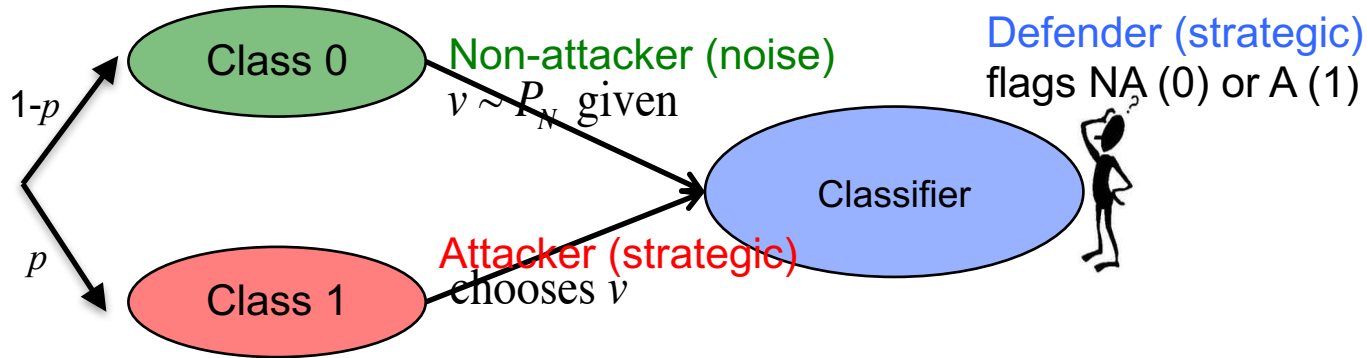 Class 0
Non-attacker (noise)
v ~ P_N given
Defender (strategic)
flags NA (0) or A (1)
?
1-p
Classifier
p
Attacker (strategic)
chooses v
Class 1